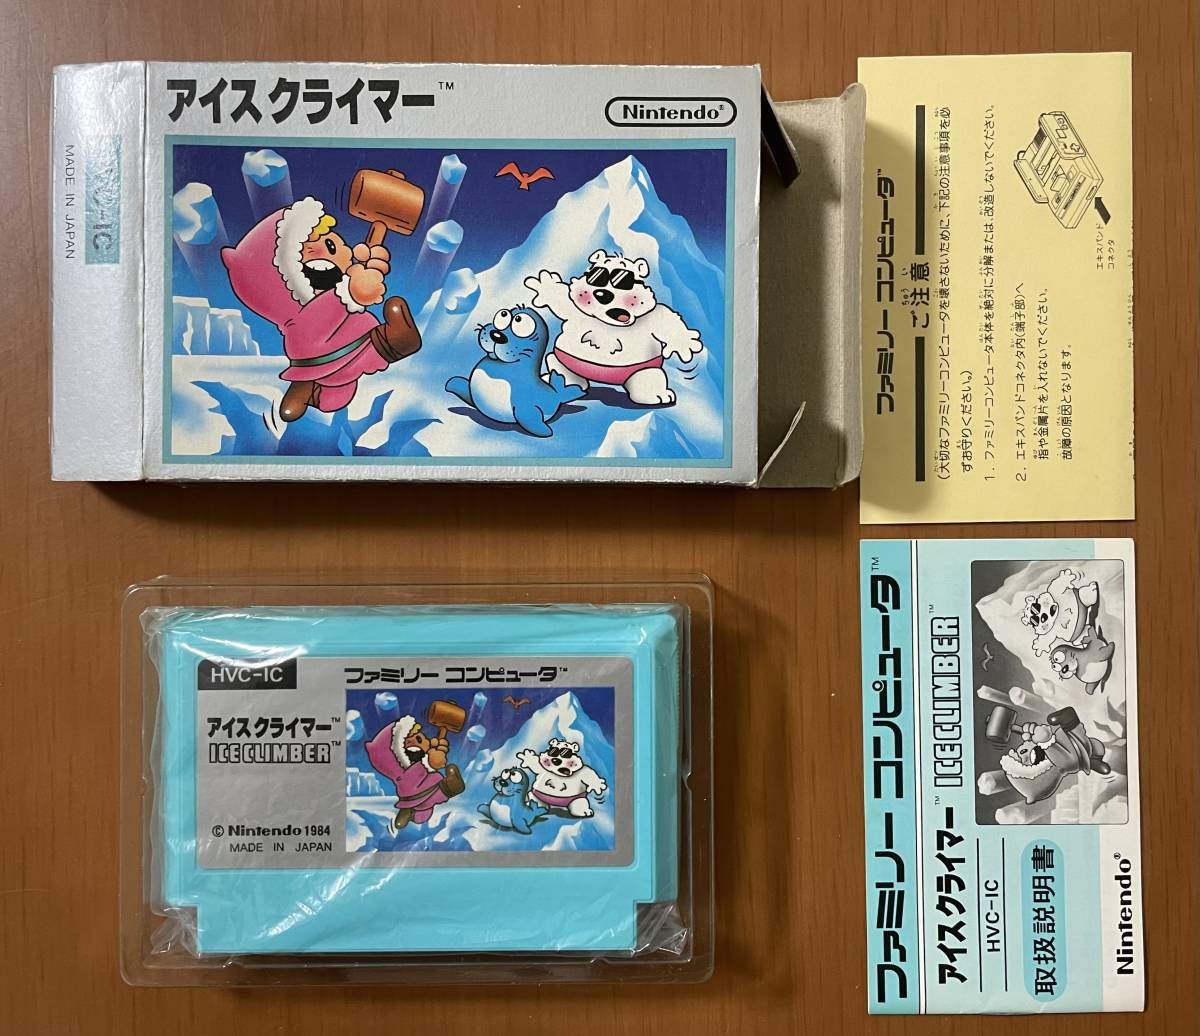 アイスクライマー™
Nintendo®
HVC-IC
MADE IN JAPAN
ファミリー コンピュータ™
ご注意
(大切なファミリーコンピュータを壊さないために、下記の注意事項を必
ずお守りください。)
1. ファミリーコンピュータ本体を絶対に分解または、改造しないでください。
2. エキスパンドコネクタ内(端子部)へ
指や金属片を入れないでください。
故障の原因となります。
エキスパンド
コネクタ
HVC-IC
ファミリー コンピュータ™
アイスクライマー™
ICE CLIMBER™
© Nintendo 1984
MADE IN JAPAN
ファミリー コンピュータ™
アイスクライマー™ ICE CLIMBER™
HVC-IC
取扱説明書
Nintendo®